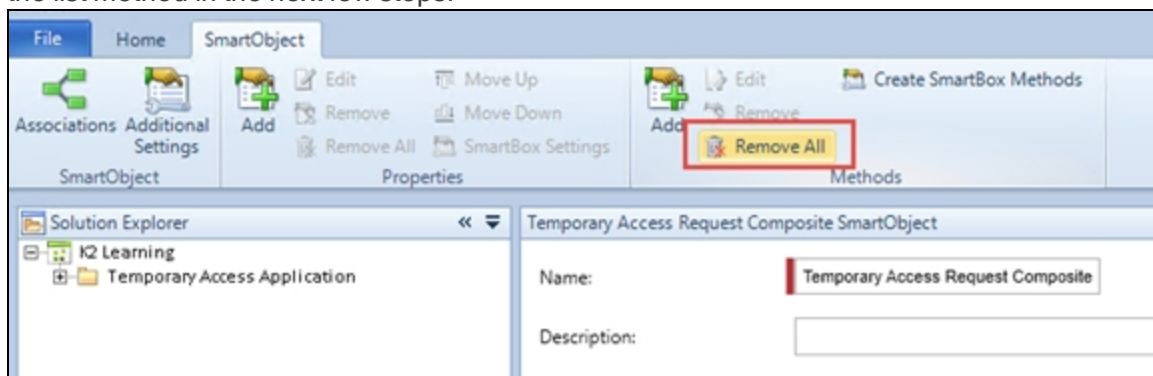 the list method in the next few steps.
File Home SmartObject
Associations
Additional Settings
SmartObject
Add
Edit
Remove
Remove All
Move Up
Move Down
SmartBox Settings
Properties
Add
Edit
Remove
Remove All
Create SmartBox Methods
Methods
Solution Explorer
K2 Learning
Temporary Access Application
Temporary Access Request Composite SmartObject
Name: Temporary Access Request Composite
Description: